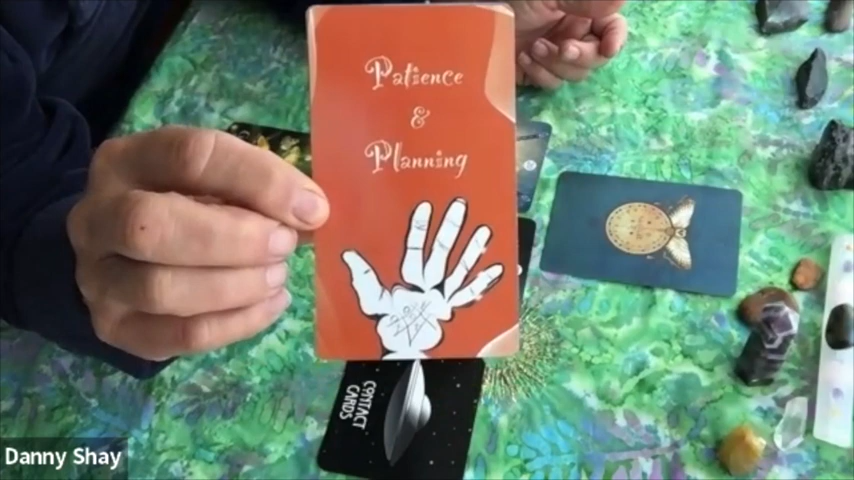 Patience
&
Planning
CONTACT
CARDS
Danny Shay